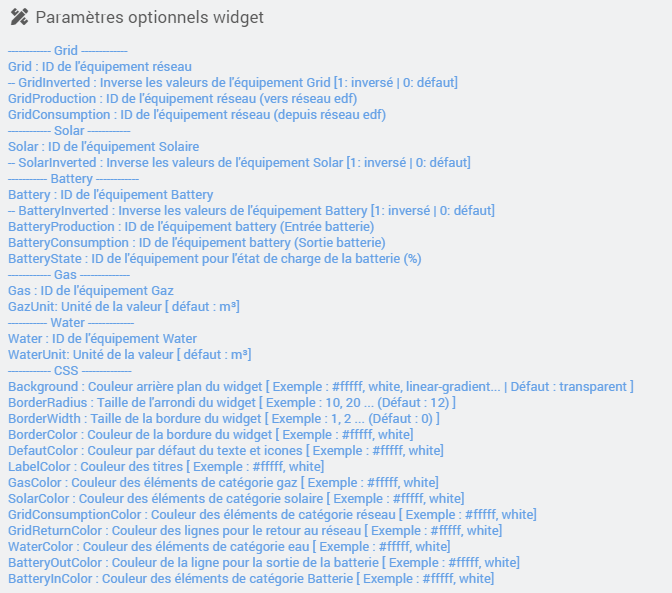 Paramètres optionnels widget
------------ Grid -------------
Grid : ID de l'équipement réseau
-- GridInverted : Inverse les valeurs de l'équipement Grid [1: inversé | 0: défaut]
GridProduction : ID de l'équipement réseau (vers réseau edf)
GridConsumption : ID de l'équipement réseau (depuis réseau edf)
------------ Solar ------------
Solar : ID de l'équipement Solaire
-- SolarInverted : Inverse les valeurs de l'équipement Solar [1: inversé | 0: défaut]
----------- Battery ------------
Battery : ID de l'équipement Battery
-- BatteryInverted : Inverse les valeurs de l'équipement Battery [1: inversé | 0: défaut]
BatteryProduction : ID de l'équipement battery (Entrée batterie)
BatteryConsumption : ID de l'équipement battery (Sortie batterie)
BatteryState : ID de l'équipement pour l'état de charge de la batterie (%)
------------ Gas --------------
Gas : ID de l'équipement Gaz
GazUnit: Unité de la valeur [ défaut : m³]
----------- Water -------------
Water : ID de l'équipement Water
WaterUnit: Unité de la valeur [ défaut : m³]
------------ CSS --------------
Background : Couleur arrière plan du widget [ Exemple : #fffff, white, linear-gradient... | Défaut : transparent ]
BorderRadius : Taille de l'arrondi du widget [ Exemple : 10, 20 ... (Défaut : 12) ]
BorderWidth : Taille de la bordure du widget [ Exemple : 1, 2 ... (Défaut : 0) ]
BorderColor : Couleur de la bordure du widget [ Exemple : #fffff, white]
DefautColor : Couleur par défaut du texte et icones [ Exemple : #fffff, white]
LabelColor : Couleur des titres [ Exemple : #fffff, white]
GasColor : Couleur des éléments de catégorie gaz [ Exemple : #fffff, white]
SolarColor : Couleur des éléments de catégorie solaire [ Exemple : #fffff, white]
GridConsumptionColor : Couleur des éléments de catégorie réseau [ Exemple : #fffff, white]
GridReturnColor : Couleur des lignes pour le retour au réseau [ Exemple : #fffff, white]
WaterColor : Couleur des éléments de catégorie eau [ Exemple : #fffff, white]
BatteryOutColor : Couleur de la ligne pour la sortie de la batterie [ Exemple : #fffff, white]
BatteryInColor : Couleur des éléments de catégorie Batterie [ Exemple : #fffff, white]